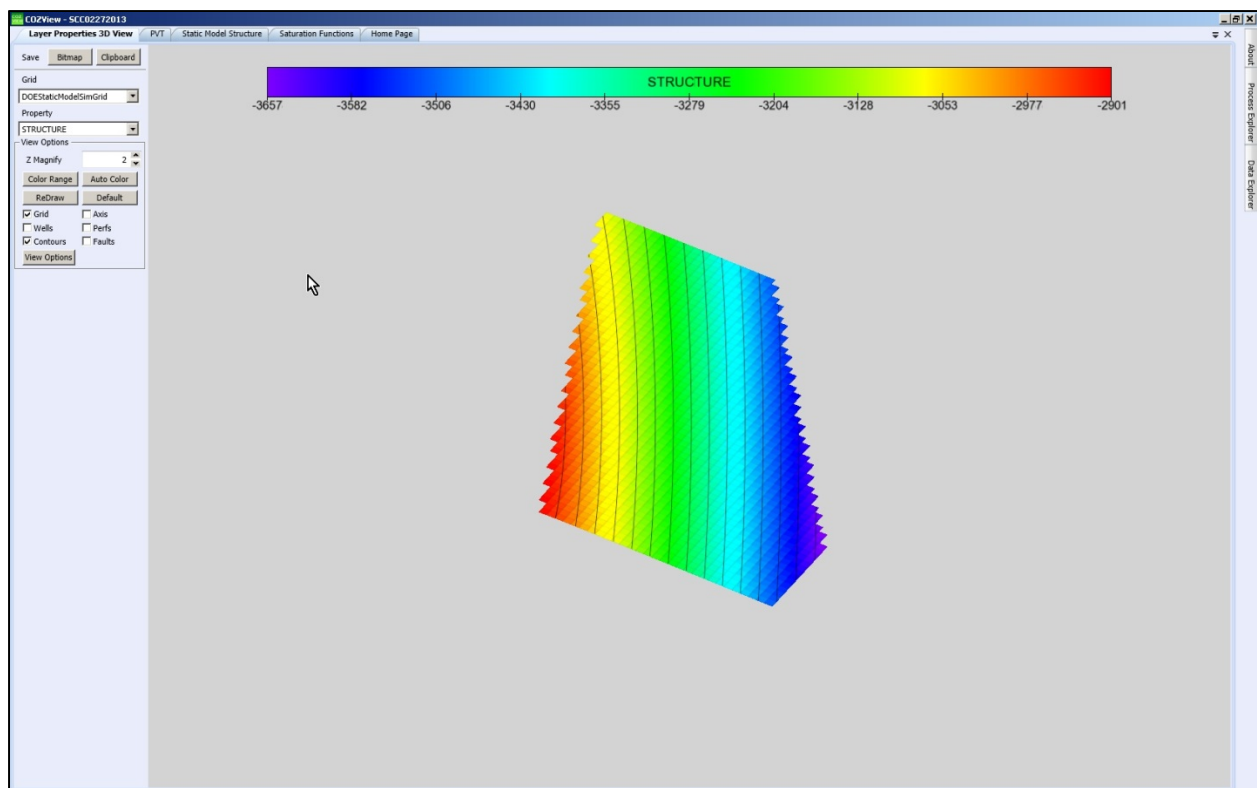 COZView - SCC02272013
Layer Properties 3D View
PVT
Static Model Structure
Saturation Functions
Home Page
Save
Bitmap
Clipboard
Grid
DOEStaticModelSimGrid
Property
STRUCTURE
View Options
Z Magnify
2
Color Range
Auto Color
ReDraw
Default
Grid
Axis
Wells
Perfs
Contours
Faults
View Options
STRUCTURE
-3657 -3582 -3506 -3430 -3355 -3279 -3204 -3128 -3053 -2977 -2901
About
Process Explorer
Data Explorer